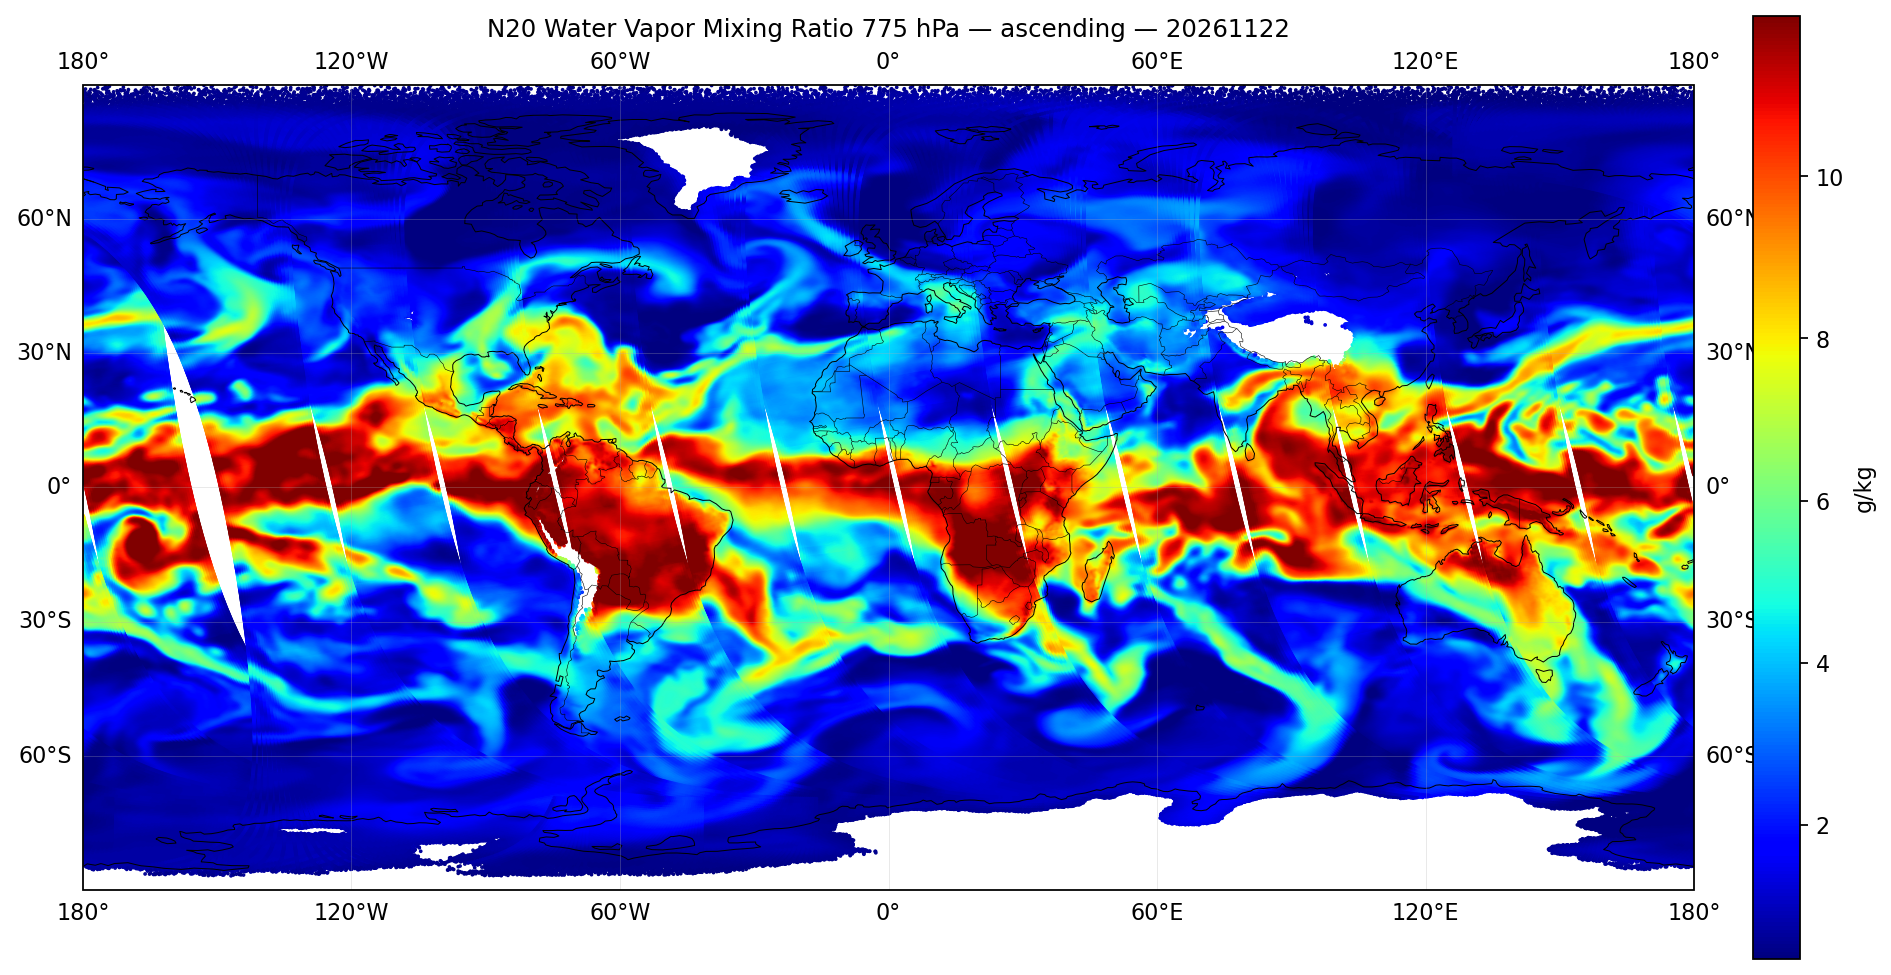 N20 Water Vapor Mixing Ratio 775 hPa — ascending — 20261122
180° 120°W 60°W 0° 60°E 120°E 180°
60°N 60°N
30°N 30°N
0° 0°
30°S 30°S
60°S 60°S
180° 120°W 60°W 0° 60°E 120°E 180°
10
8
6
4
2
g/kg